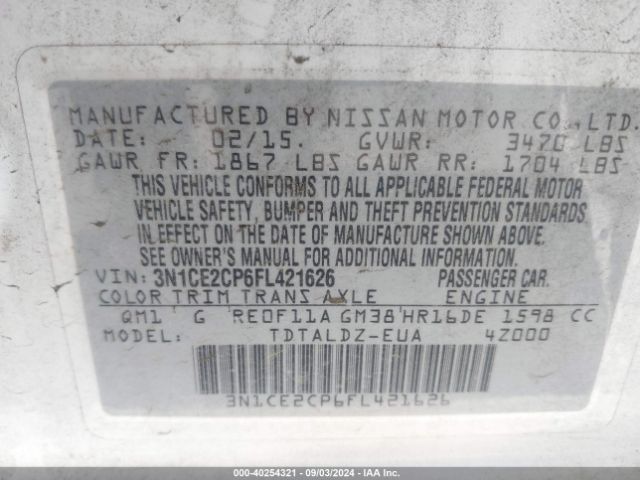 MANUFACTURED BY NISSAN MOTOR CO., LTD.
DATE: 02/15. GVWR: 3470 LBS
GAWR FR: 1867 LBS GAWR RR: 1704 LBS
THIS VEHICLE CONFORMS TO ALL APPLICABLE FEDERAL MOTOR
VEHICLE SAFETY, BUMPER AND THEFT PREVENTION STANDARDS
IN EFFECT ON THE DATE OF MANUFACTURE SHOWN ABOVE.
SEE OWNER'S MANUAL FOR ADDITIONAL INFORMATION.
VIN: 3N1CE2CP6FL421626 PASSENGER CAR.
COLOR TRIM TRANS AXLE ENGINE
QM1 G RE0F11A GM38 HR16DE 1598 CC
MODEL: TDTALDZ-EUA 4Z000
3N1CE2CP6FL421626
000-40254321 - 09/03/2024 - IAA Inc.